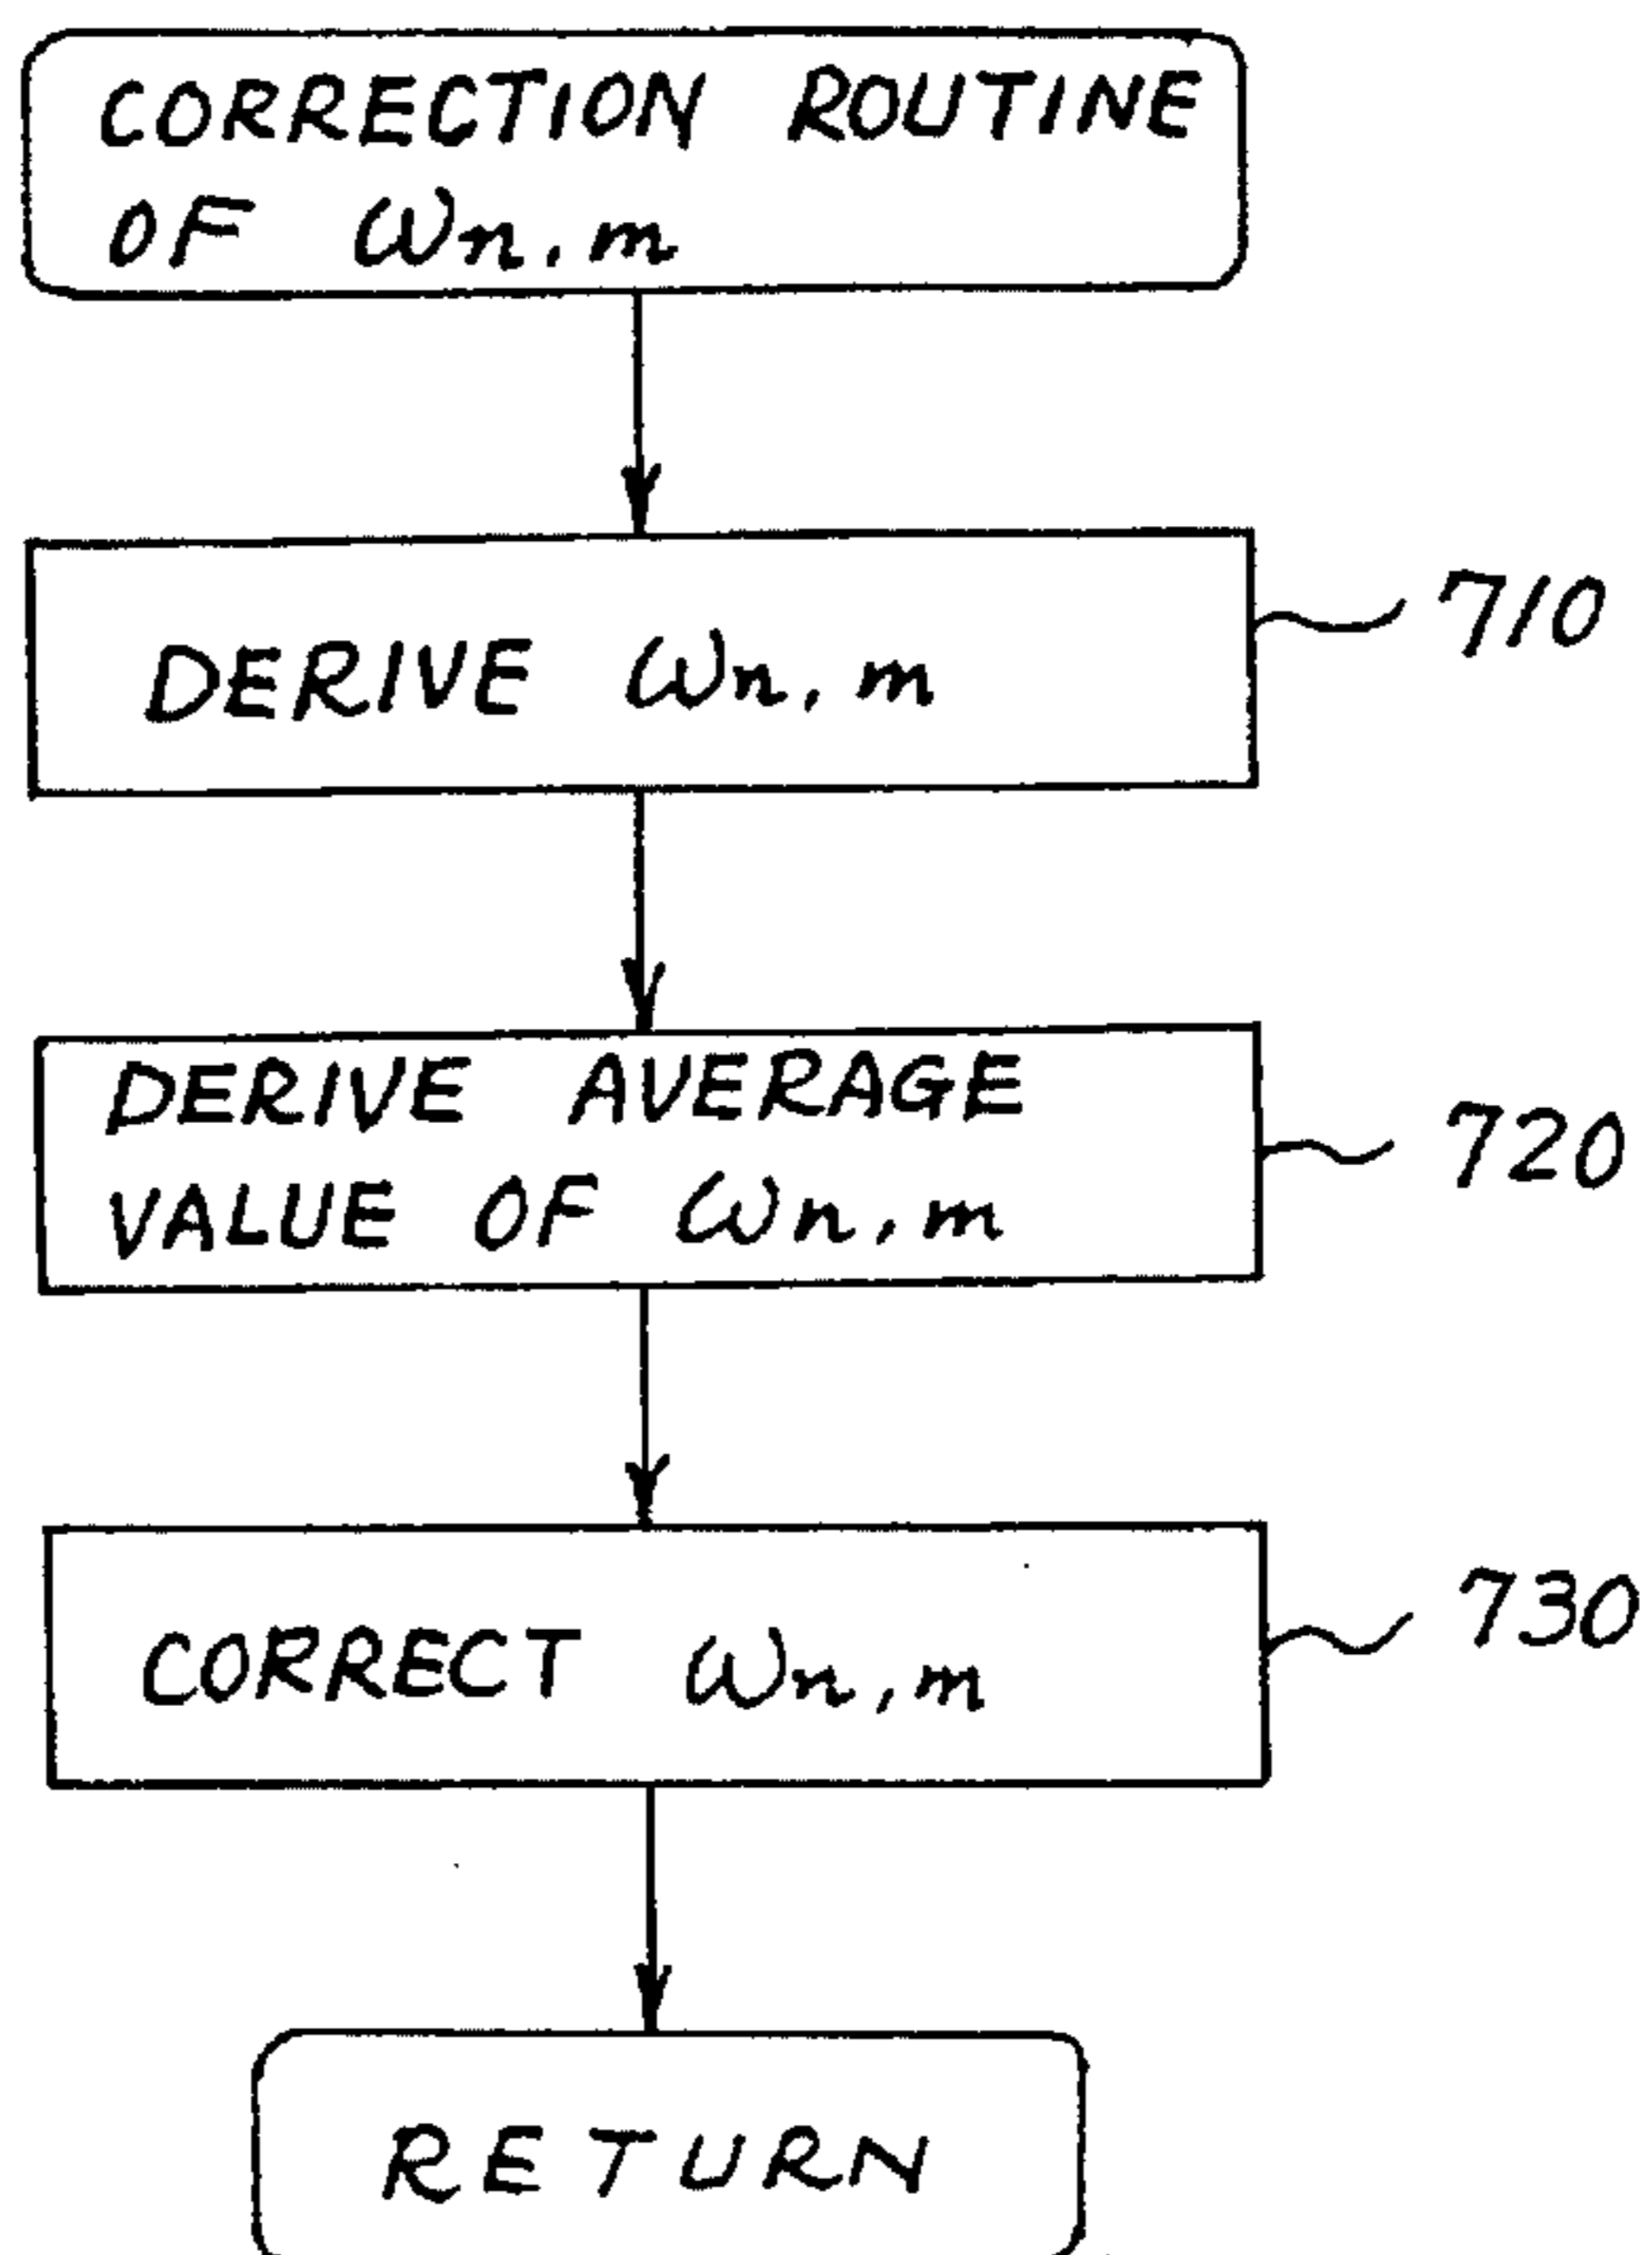 CORRECTION ROUTINE
OF ωn,m
DERIVE ωn,m
710
DERIVE AVERAGE
VALUE OF ωn,m
720
CORRECT ωn,m
730
RETURN